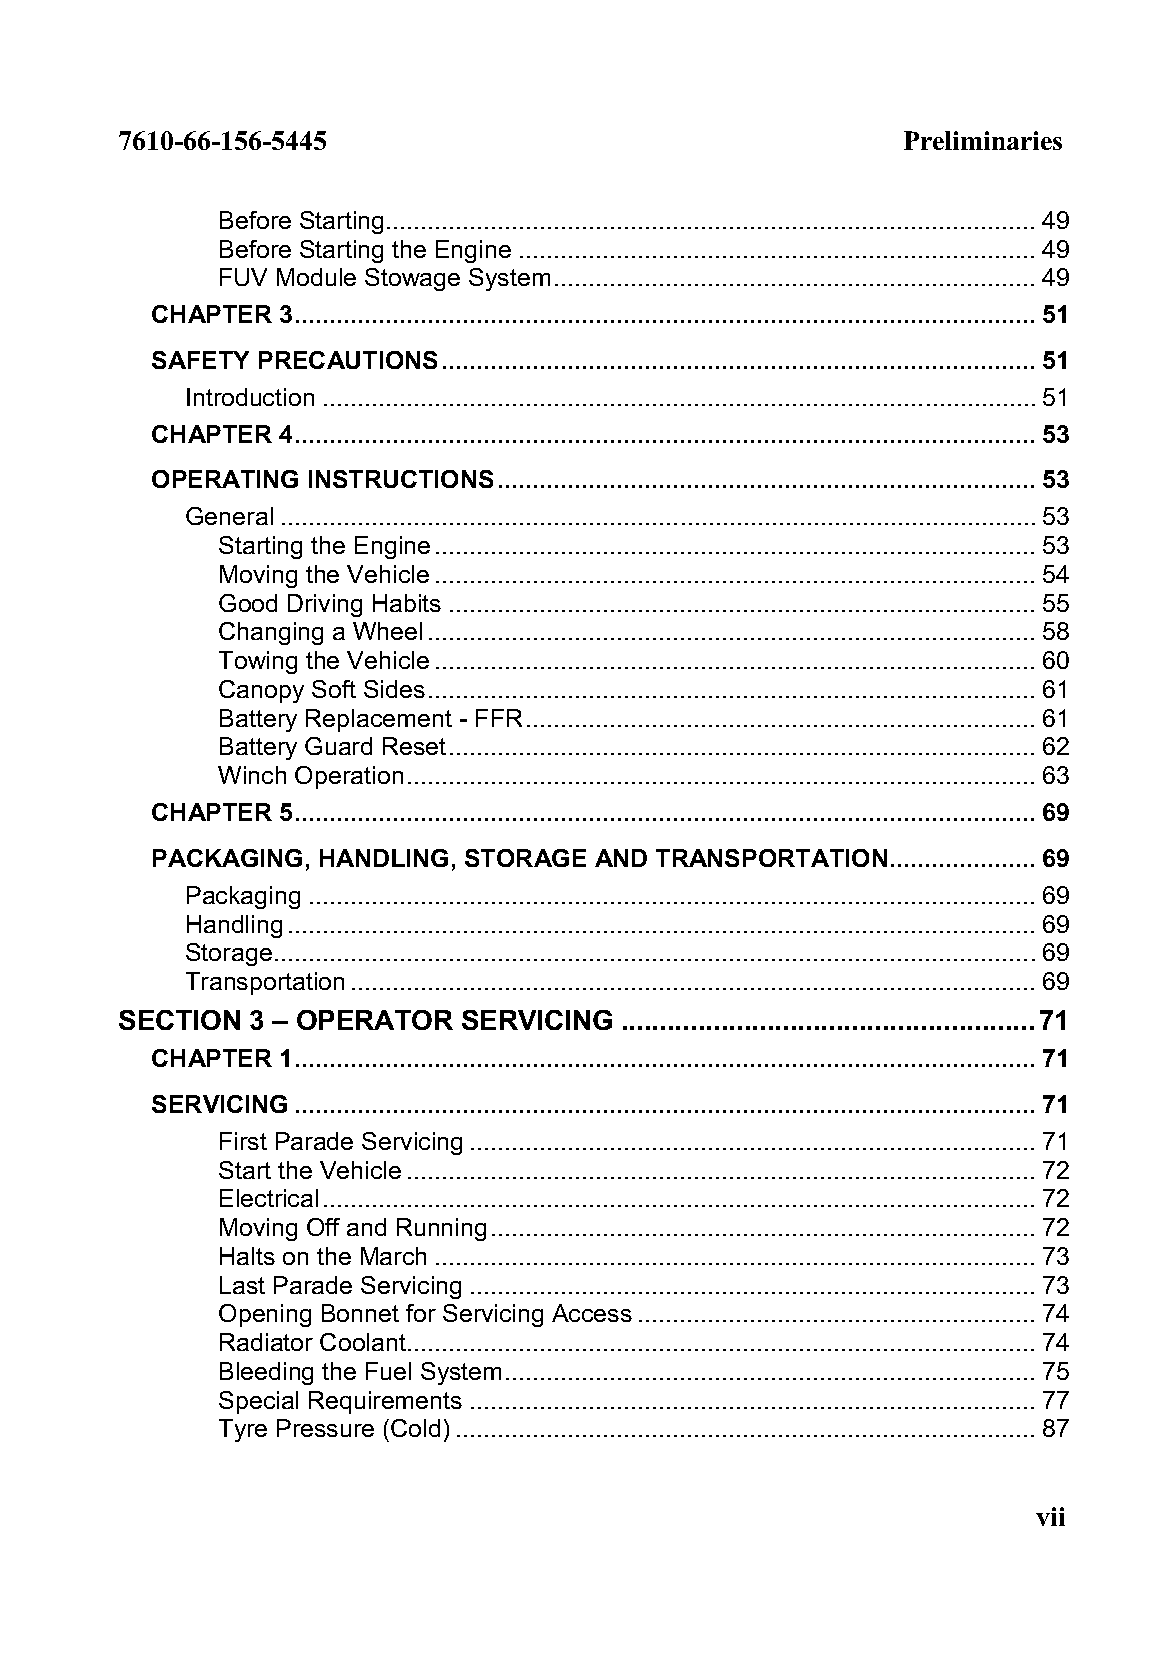 7610-66-156-5445 Preliminaries
Before Starting............................................................................................. 49
Before Starting the Engine .......................................................................... 49
FUV Module Stowage System..................................................................... 49
CHAPTER 3.......................................................................................................... 51
SAFETY PRECAUTIONS..................................................................................... 51
Introduction ...................................................................................................... 51
CHAPTER 4.......................................................................................................... 53
OPERATING INSTRUCTIONS............................................................................. 53
General ............................................................................................................ 53
Starting the Engine...................................................................................... 53
Moving the Vehicle...................................................................................... 54
Good Driving Habits .................................................................................... 55
Changing a Wheel....................................................................................... 58
Towing the Vehicle...................................................................................... 60
Canopy Soft Sides....................................................................................... 61
Battery Replacement - FFR......................................................................... 61
Battery Guard Reset.................................................................................... 62
Winch Operation.......................................................................................... 63
CHAPTER 5.......................................................................................................... 69
PACKAGING, HANDLING, STORAGE AND TRANSPORTATION..................... 69
Packaging ........................................................................................................ 69
Handling........................................................................................................... 69
Storage............................................................................................................. 69
Transportation .................................................................................................. 69
SECTION 3 – OPERATOR SERVICING ......................................................71
CHAPTER 1.......................................................................................................... 71
SERVICING .......................................................................................................... 71
First Parade Servicing ................................................................................. 71
Start the Vehicle.......................................................................................... 72
Electrical...................................................................................................... 72
Moving Off and Running.............................................................................. 72
Halts on the March ...................................................................................... 73
Last Parade Servicing ................................................................................. 73
Opening Bonnet for Servicing Access......................................................... 74
Radiator Coolant.......................................................................................... 74
Bleeding the Fuel System............................................................................ 75
Special Requirements ................................................................................. 77
Tyre Pressure (Cold)................................................................................... 87
vii